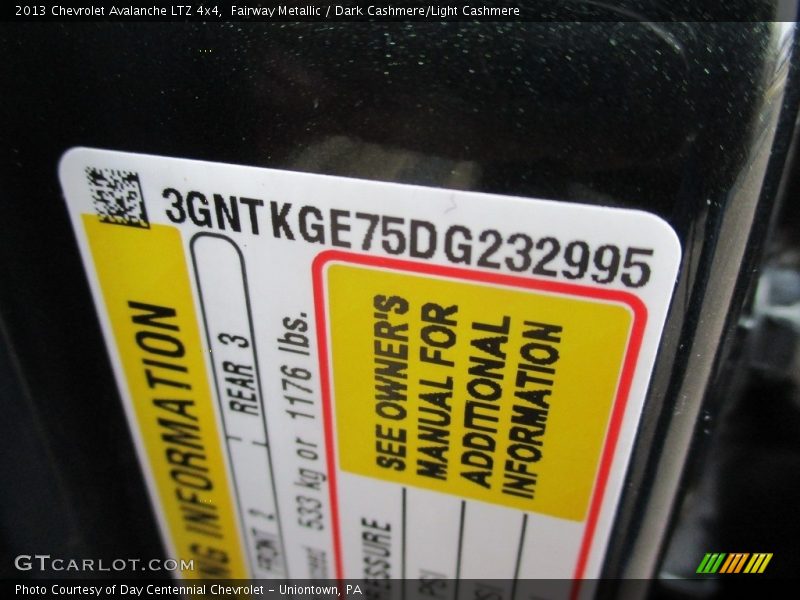 2013 Chevrolet Avalanche LTZ 4x4, Fairway Metallic / Dark Cashmere/Light Cashmere
3GNTKGE75DG232995
NG INFORMATION
FRONT 2
REAR 3
533 kg or 1176 lbs.
SEE OWNER'S
MANUAL FOR
ADDITIONAL
INFORMATION
PSI
GTCARLOT.COM
Photo Courtesy of Day Centennial Chevrolet - Uniontown, PA